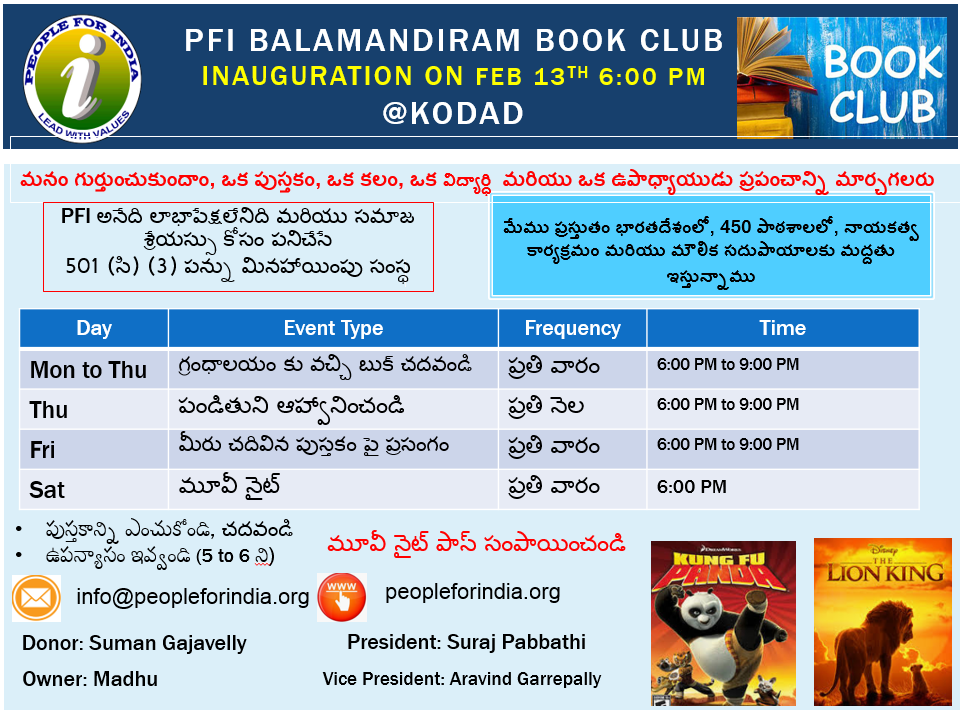 PEOPLE FOR INDIA
i
LEAD WITH VALUES
PFI BALAMANDIRAM BOOK CLUB
INAUGURATION ON FEB 13TH 6:00 PM
@KODAD
BOOK
CLUB
మనం గుర్తుంచుకుందాం, ఒక పుస్తకం, ఒక కలం, ఒక విద్యార్థి మరియు ఒక ఉపాధ్యాయుడు ప్రపంచాన్ని మార్చగలరు
PFI అనేది లాభాపేక్షలేనిది మరియు సమాజ
శ్రేయస్సు కోసం పనిచేసే
501 (సి) (3) పన్ను మినహాయింపు సంస్థ
మేము ప్రస్తుతం భారతదేశంలో, 450 పాఠశాలలో, నాయకత్వ
కార్యక్రమం మరియు మౌలిక సదుపాయాలకు మద్దతు
ఇస్తున్నాము
Day Event Type Frequency Time
Mon to Thu గ్రంధాలయం కు వచ్చి బుక్ చదవండి ప్రతి వారం 6:00 PM to 9:00 PM
Thu పండితుని ఆహ్వానించండి ప్రతి నెల 6:00 PM to 9:00 PM
Fri మీరు చదివిన పుస్తకం పై ప్రసంగం ప్రతి వారం 6:00 PM to 9:00 PM
Sat మూవీ నైట్ ప్రతి వారం 6:00 PM
• పుస్తకాన్ని ఎంచుకోండి, చదవండి
• ఉపన్యాసం ఇవ్వండి (5 to 6 ని)
మూవీ నైట్ పాస్ సంపాయించండి
info@peopleforindia.org
www
peopleforindia.org
Donor: Suman Gajavelly
President: Suraj Pabbathi
Owner: Madhu
Vice President: Aravind Garrepally
DreamWorks
KUNG FU
PANDA
Disney
THE
LION KING